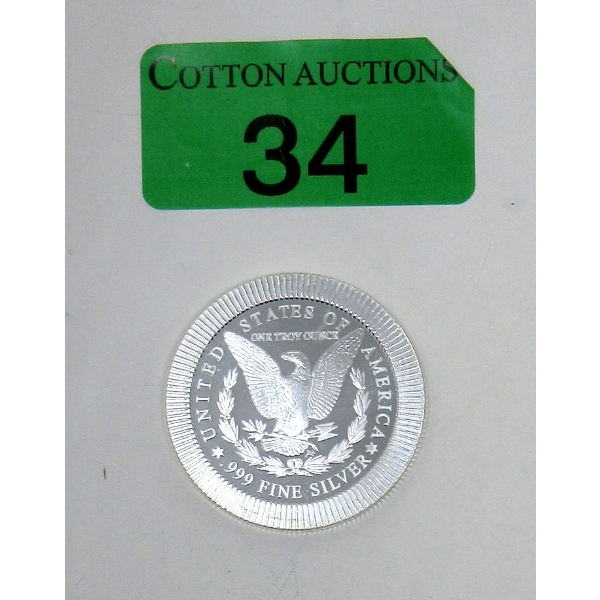 COTTON AUCTIONS
34
UNITED STATES OF AMERICA
ONE TROY OUNCE
.999 FINE SILVER